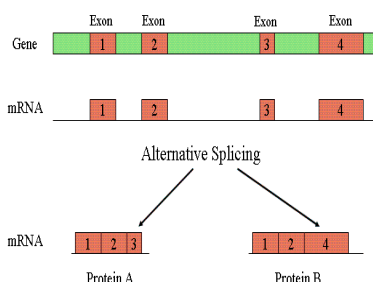 Exon Exon Exon Exon
Gene 1 2 3 4
mRNA 1 2 3 4
Alternative Splicing
mRNA 1 2 3 1 2 4
Protein A Protein B